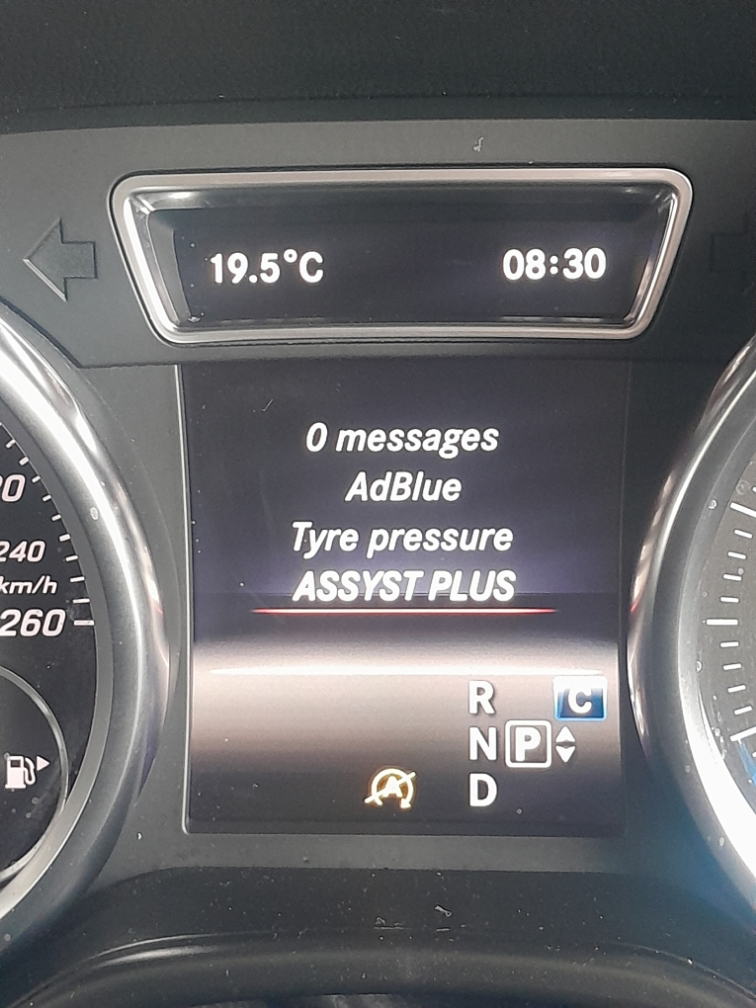 19.5°C 08:30
0 messages
AdBlue
Tyre pressure
ASSYST PLUS
240
km/h
260
R C
N P
A D